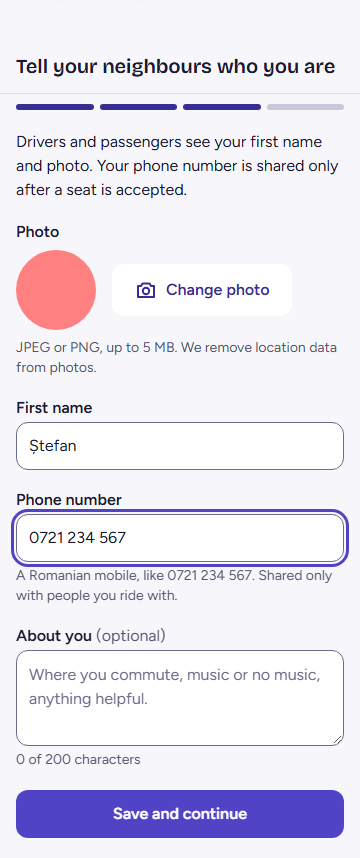 Tell your neighbours who you are
Drivers and passengers see your first name
and photo. Your phone number is shared only
after a seat is accepted.
Photo
Change photo
JPEG or PNG, up to 5 MB. We remove location data
from photos.
First name
Ștefan
Phone number
0721 234 567
A Romanian mobile, like 0721 234 567. Shared only
with people you ride with.
About you (optional)
Where you commute, music or no music,
anything helpful.
0 of 200 characters
Save and continue